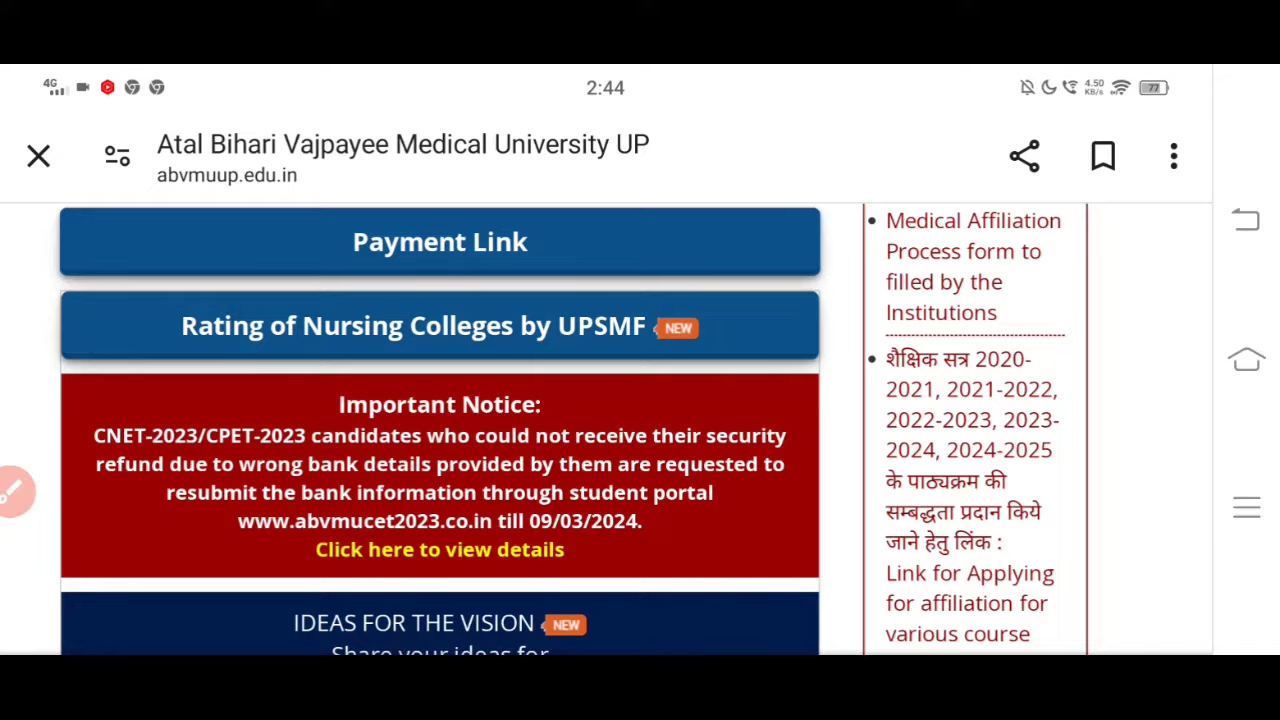 4G
2:44
4.50
KB/s
77
Atal Bihari Vajpayee Medical University UP
abvmuup.edu.in
Payment Link
Rating of Nursing Colleges by UPSMF NEW
Important Notice:
CNET-2023/CPET-2023 candidates who could not receive their security
refund due to wrong bank details provided by them are requested to
resubmit the bank information through student portal
www.abvmucet2023.co.in till 09/03/2024.
Click here to view details
IDEAS FOR THE VISION NEW
Share your ideas for
Medical Affiliation
Process form to
filled by the
Institutions
शैक्षिक सत्र 2020-
2021, 2021-2022,
2022-2023, 2023-
2024, 2024-2025
के पाठ्यक्रम की
सम्बद्धता प्रदान किये
जाने हेतु लिंक :
Link for Applying
for affiliation for
various course